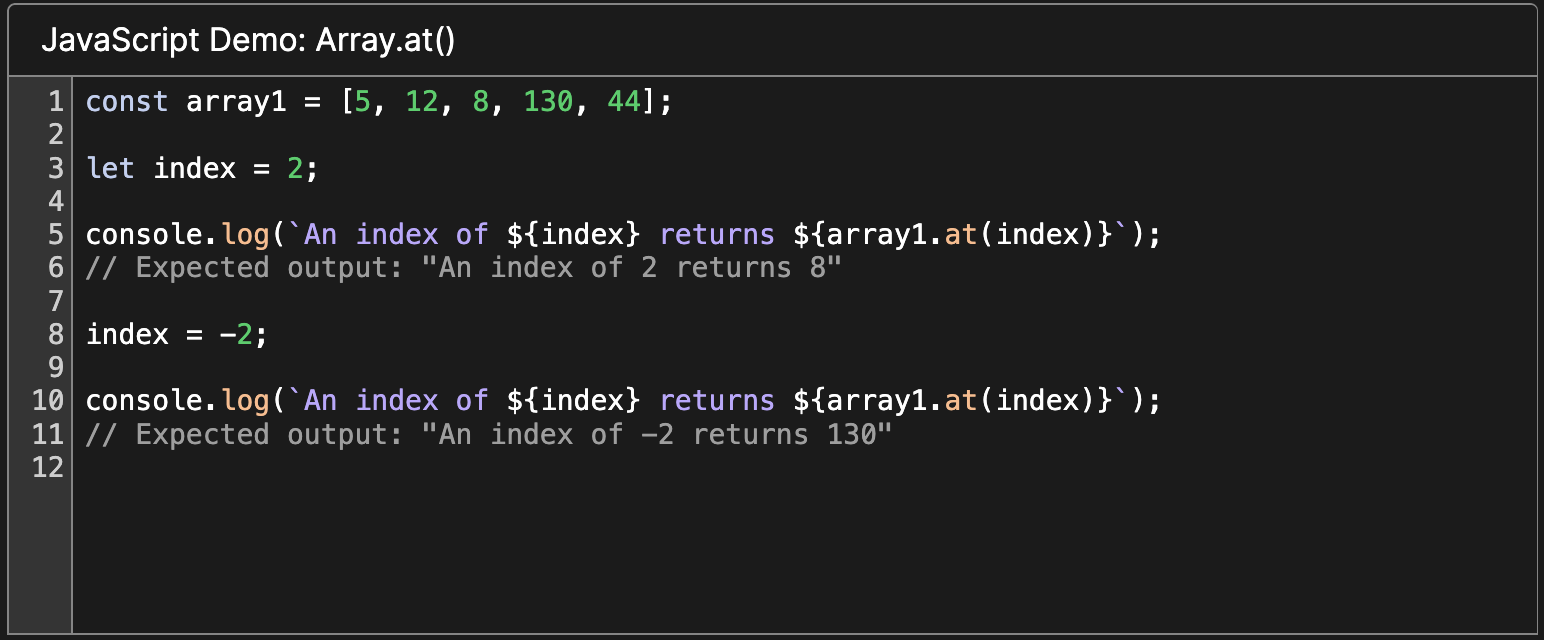 JavaScript Demo: Array.at()
1 const array1 = [5, 12, 8, 130, 44];
2
3 let index = 2;
4
5 console.log(`An index of ${index} returns ${array1.at(index)}`);
6 // Expected output: "An index of 2 returns 8"
7
8 index = -2;
9
10 console.log(`An index of ${index} returns ${array1.at(index)}`);
11 // Expected output: "An index of -2 returns 130"
12